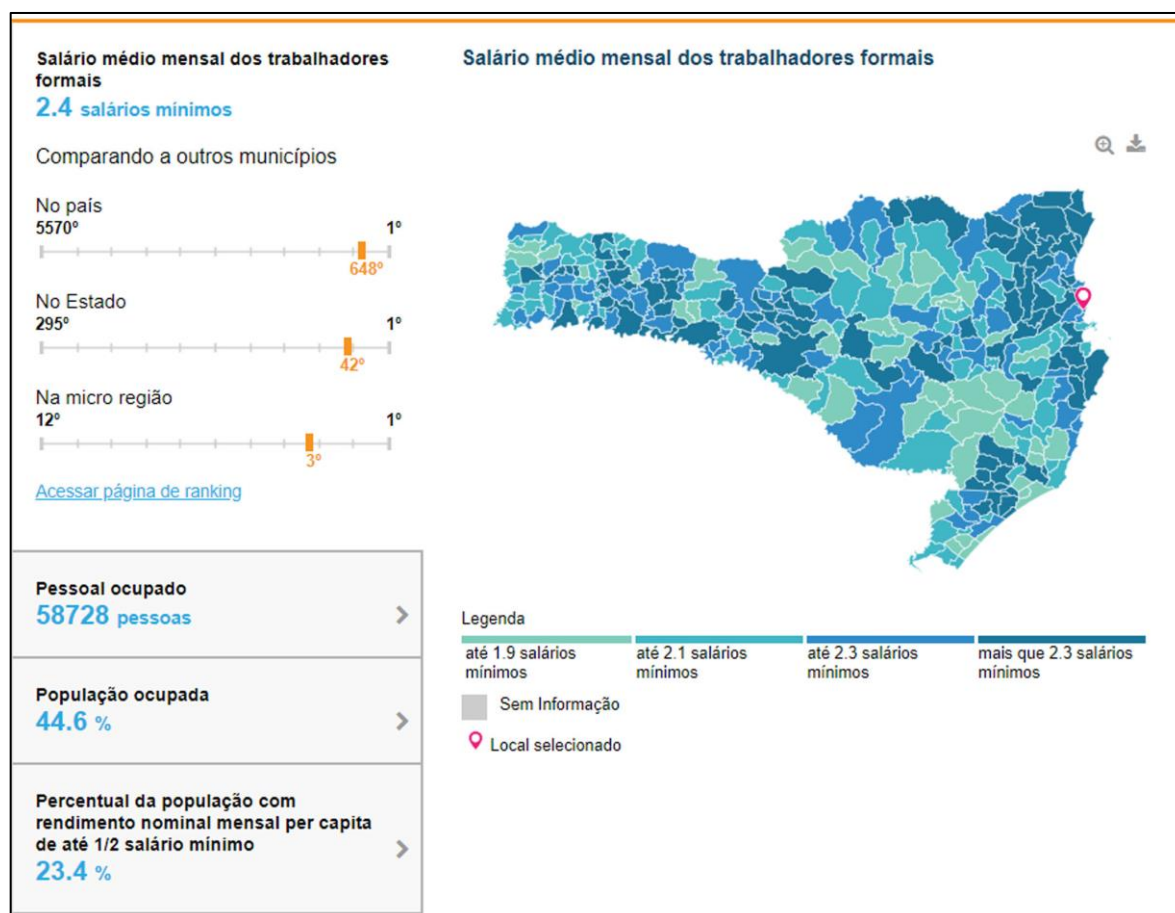 Salário médio mensal dos trabalhadores
formais
2.4 salários mínimos
Comparando a outros municípios
No país
5570º 1º
648º
No Estado
295º 1º
42º
Na micro região
12º 1º
3º
Acessar página de ranking
Pessoal ocupado
58728 pessoas
População ocupada
44.6 %
Percentual da população com
rendimento nominal mensal per capita
de até 1/2 salário mínimo
23.4 %
Salário médio mensal dos trabalhadores formais
Legenda
até 1.9 salários
mínimos
até 2.1 salários
mínimos
até 2.3 salários
mínimos
mais que 2.3 salários
mínimos
Sem Informação
Local selecionado